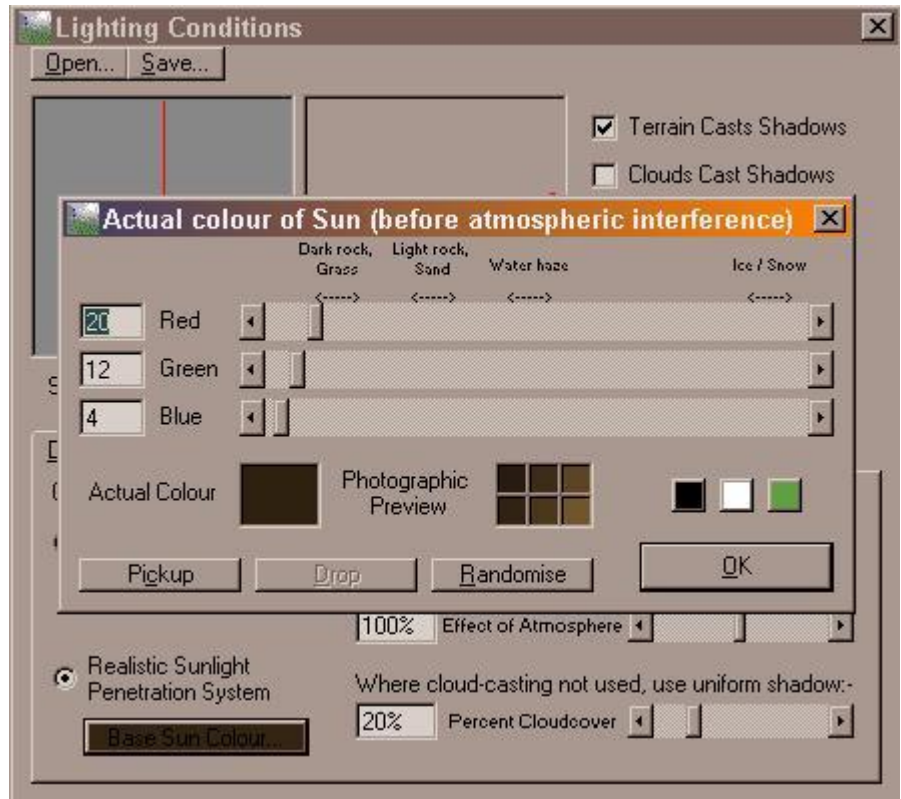 Lighting Conditions
Open... Save...
Terrain Casts Shadows
Clouds Cast Shadows
Actual colour of Sun (before atmospheric interference)
Dark rock, Light rock,
Grass Sand Water haze Ice / Snow
<-----> <-----> <-----> <----->
20 Red
12 Green
4 Blue
Actual Colour
Photographic
Preview
Pickup Drop Randomise OK
100% Effect of Atmosphere
Realistic Sunlight
Penetration System
Where cloud-casting not used, use uniform shadow:-
20% Percent Cloudcover
Base Sun Colour...